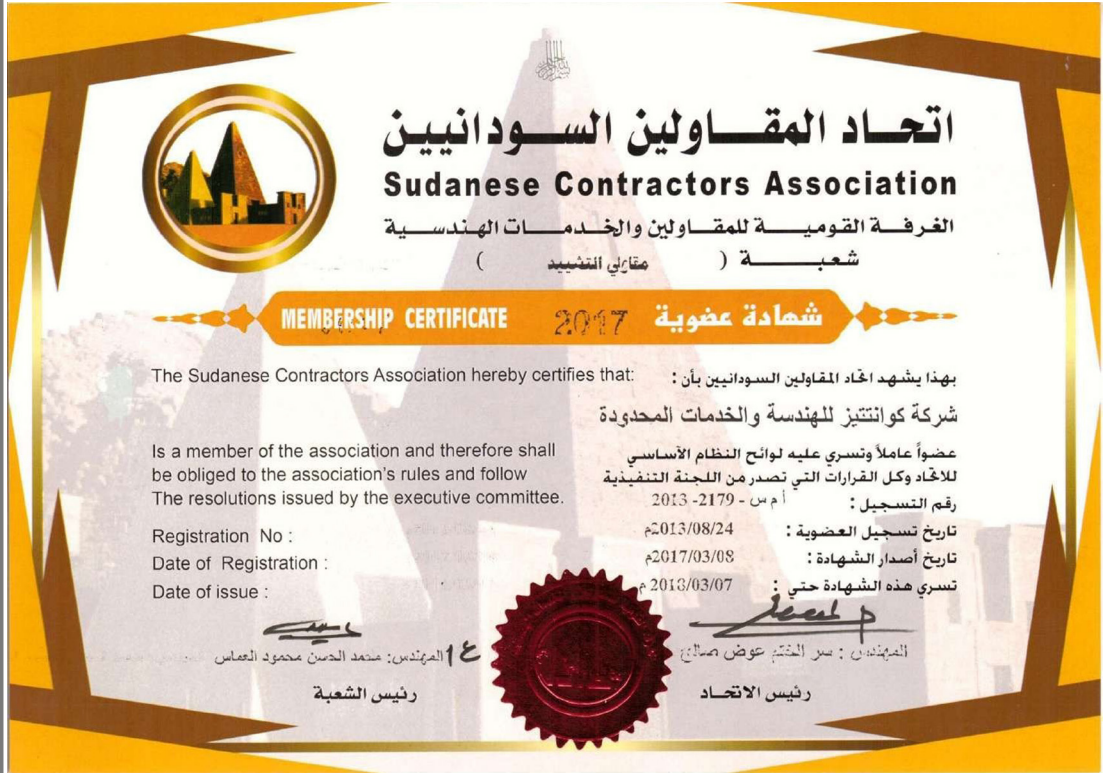 اتحاد المقاولين السودانيين
Sudanese Contractors Association
الغرفة القومية للمقاولين والخدمات الهندسية
شعبة ( مقاولي التشييد )
MEMBERSHIP CERTIFICATE 2017 شهادة عضوية
The Sudanese Contractors Association hereby certifies that: بهذا يشهد اتحاد المقاولين السودانيين بأن :
شركة كوانتتيز للهندسة والخدمات المحدودة
Is a member of the association and therefore shall
be obliged to the association's rules and follow
The resolutions issued by the executive committee.
عضواً عاملاً وتسري عليه لوائح النظام الآساسي
للاتحاد وكل القرارات التي تصدر من اللجنة التنفيذية
رقم التسجيل : أ م س - 2179- 2013
تاريخ تسجيل العضوية : 2013/08/24م
تاريخ أصدار الشهادة : 2017/03/08م
تسري هذه الشهادة حتي : 2018/03/07 م
Registration No :
Date of Registration :
Date of issue :
المهندس : سر الختم عوض صالح
رئيس الاتحاد
المهندس: محمد الحسن محمود العماس
رئيس الشعبة